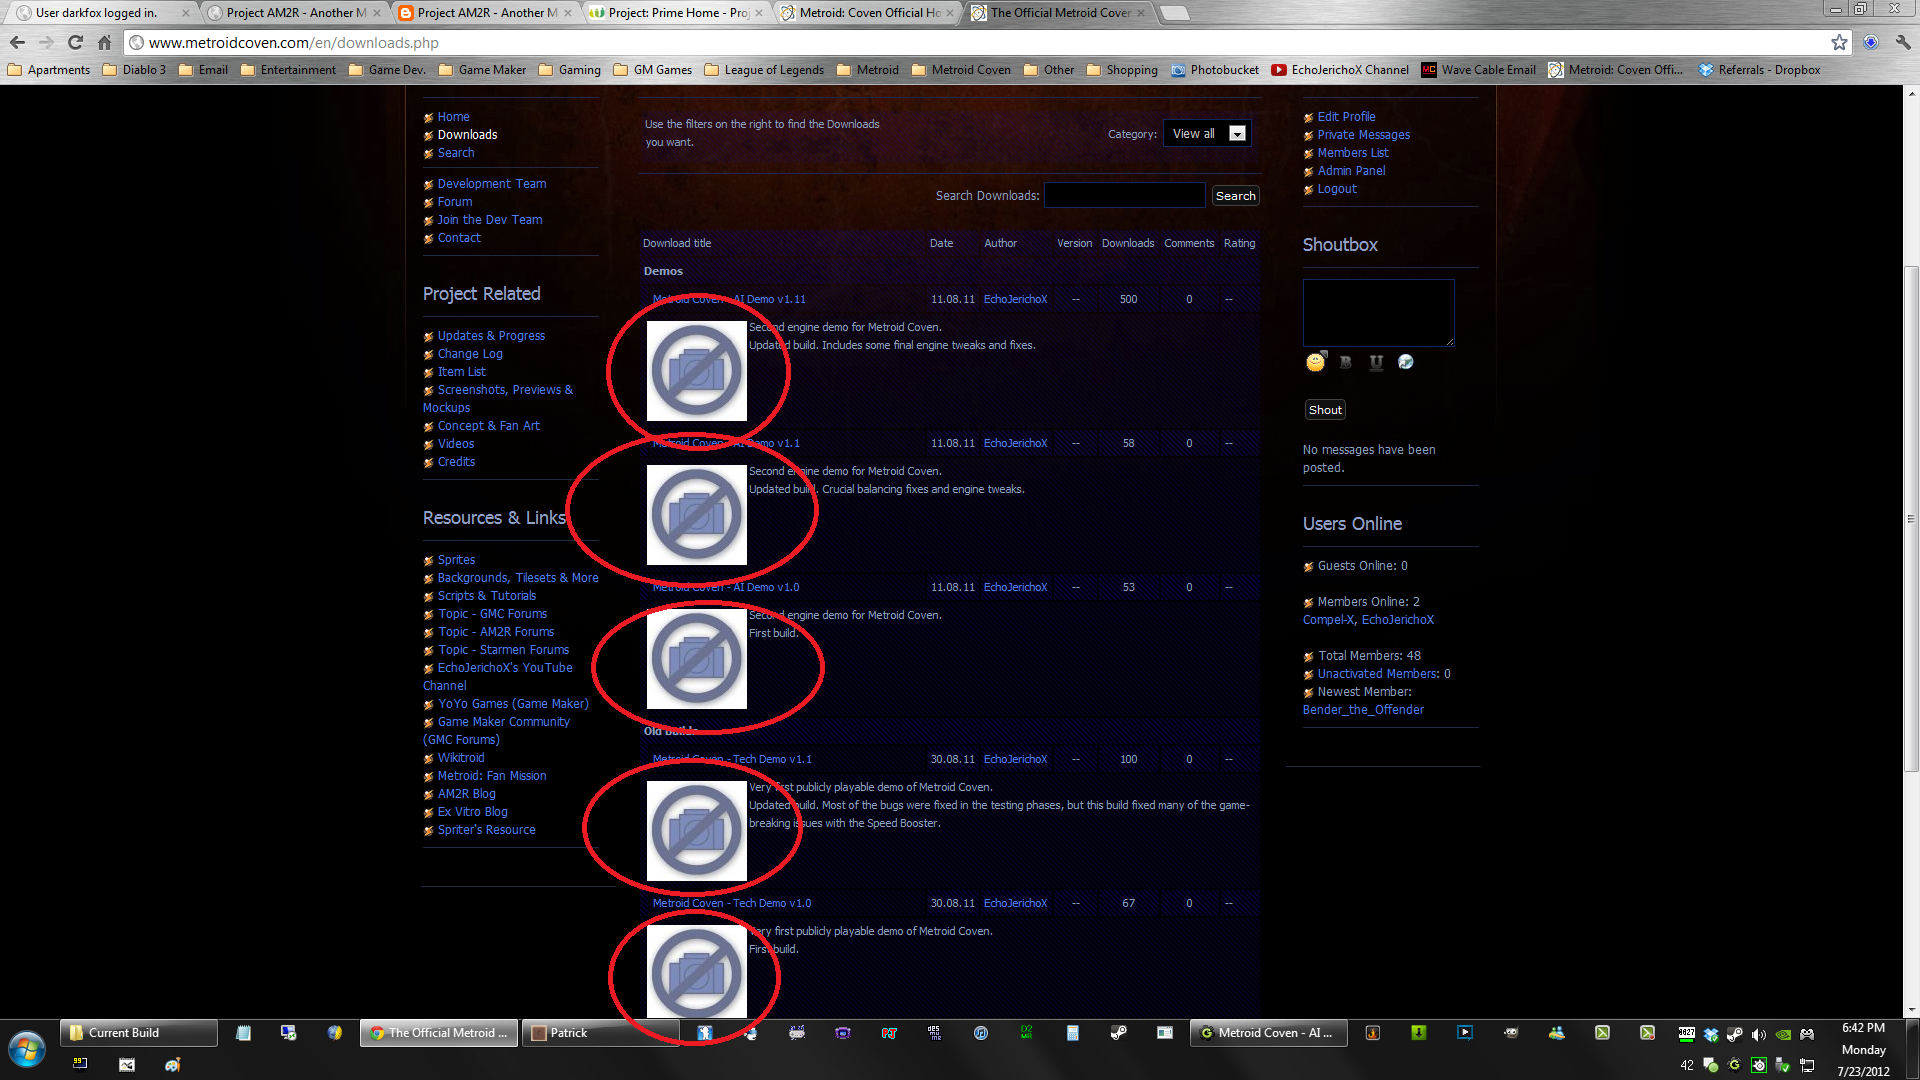 User darkfox logged in.
Project AM2R - Another M
Project AM2R - Another M
Project: Prime Home - Proj
Metroid: Coven Official Ho
The Official Metroid Coven
www.metroidcoven.com/en/downloads.php
Apartments
Diablo 3
Email
Entertainment
Game Dev.
Game Maker
Gaming
GM Games
League of Legends
Metroid
Metroid Coven
Other
Shopping
Photobucket
EchoJerichoX Channel
Wave Cable Email
Metroid: Coven Offi...
Referrals - Dropbox
Home
Downloads
Search
Development Team
Forum
Join the Dev Team
Contact
Project Related
Updates & Progress
Change Log
Item List
Screenshots, Previews &
Mockups
Concept & Fan Art
Videos
Credits
Resources & Links
Sprites
Backgrounds, Tilesets & More
Scripts & Tutorials
Topic - GMC Forums
Topic - AM2R Forums
Topic - Starmen Forums
EchoJerichoX's YouTube
Channel
YoYo Games (Game Maker)
Game Maker Community
(GMC Forums)
Wikitroid
Metroid: Fan Mission
AM2R Blog
Ex Vitro Blog
Spriter's Resource
Use the filters on the right to find the Downloads
you want.
Category: View all
Search Downloads: Search
Download title Date Author Version Downloads Comments Rating
Demos
Metroid Coven - AI Demo v1.11 11.08.11 EchoJerichoX -- 500 0 --
Second engine demo for Metroid Coven.
Updated build. Includes some final engine tweaks and fixes.
Metroid Coven - AI Demo v1.1 11.08.11 EchoJerichoX -- 58 0 --
Second engine demo for Metroid Coven.
Updated build. Crucial balancing fixes and engine tweaks.
Metroid Coven - AI Demo v1.0 11.08.11 EchoJerichoX -- 53 0 --
Second engine demo for Metroid Coven.
First build.
Old builds
Metroid Coven - Tech Demo v1.1 30.08.11 EchoJerichoX -- 100 0 --
Very first publicly playable demo of Metroid Coven.
Updated build. Most of the bugs were fixed in the testing phases, but this build fixed many of the game-
breaking issues with the Speed Booster.
Metroid Coven - Tech Demo v1.0 30.08.11 EchoJerichoX -- 67 0 --
Very first publicly playable demo of Metroid Coven.
First build.
Edit Profile
Private Messages
Members List
Admin Panel
Logout
Shoutbox
B U
Shout
No messages have been
posted.
Users Online
Guests Online: 0
Members Online: 2
Compel-X, EchoJerichoX
Total Members: 48
Unactivated Members: 0
Newest Member:
Bender_the_Offender
Current Build
The Official Metroid ...
Patrick
Metroid Coven - AI ...
6:42 PM
Monday
7/23/2012
42